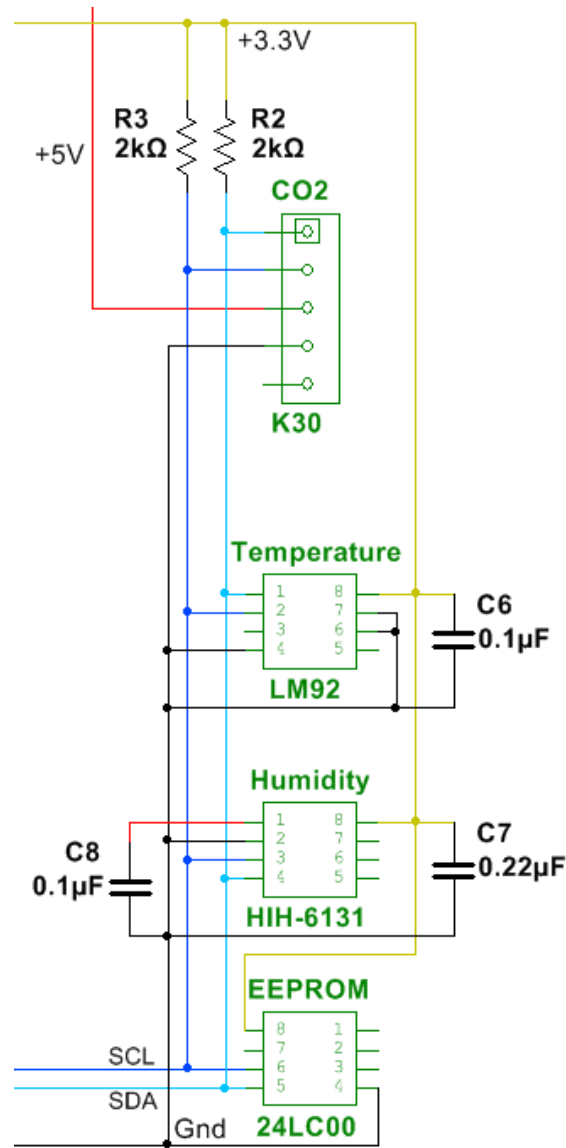 +3.3V
R3
2kΩ
R2
2kΩ
+5V
CO2
K30
Temperature
1 8
2 7
3 6
4 5
LM92
C6
0.1µF
Humidity
1 8
2 7
3 6
4 5
HIH-6131
C8
0.1µF
C7
0.22µF
EEPROM
8 1
7 2
6 3
5 4
24LC00
SCL
SDA
Gnd